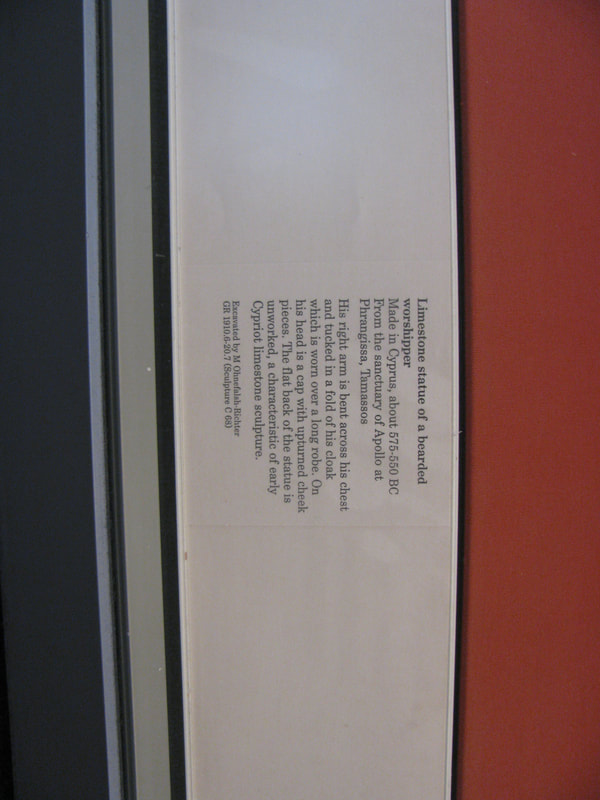 Limestone statue of a bearded
worshipper
Made in Cyprus, about 575-550 BC
From the sanctuary of Apollo at
Phrangissa, Tamassos
His right arm is bent across his chest
and tucked in a fold of his cloak
which is worn over a long robe. On
his head is a cap with upturned cheek
pieces. The flat back of the statue is
unworked, a characteristic of early
Cypriot limestone sculpture.
Excavated by M Ohnefalsh-Richter
GR 1910.6-20.7 (Sculpture C 68)